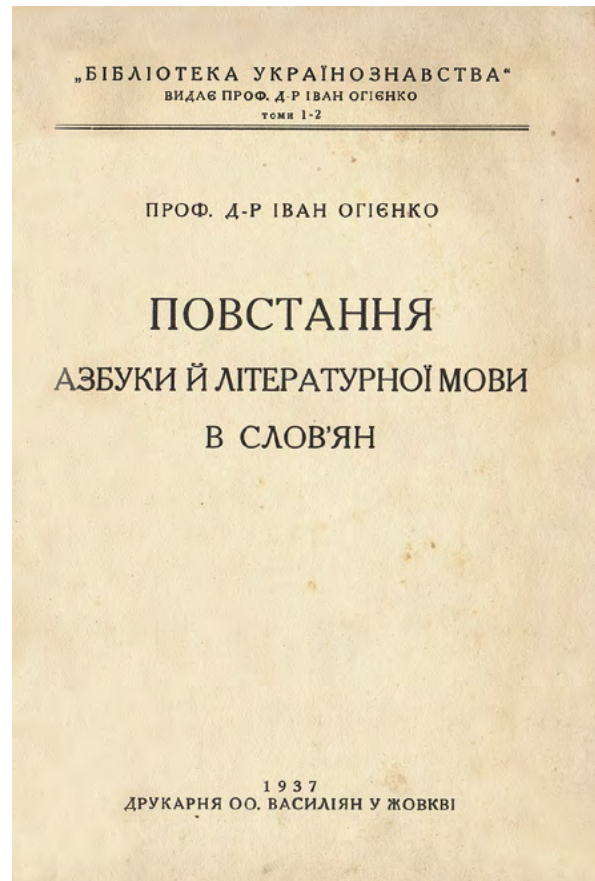 „БІБЛІОТЕКА УКРАЇНОЗНАВСТВА“
ВИДАЄ ПРОФ. Д-Р ІВАН ОГІЄНКО
томи 1-2
ПРОФ. Д-Р ІВАН ОГІЄНКО
ПОВСТАННЯ
АЗБУКИ Й ЛІТЕРАТУРНОЇ МОВИ
В СЛОВ'ЯН
1937
ДРУКАРНЯ ОО. ВАСИЛІЯН У ЖОВКВІ